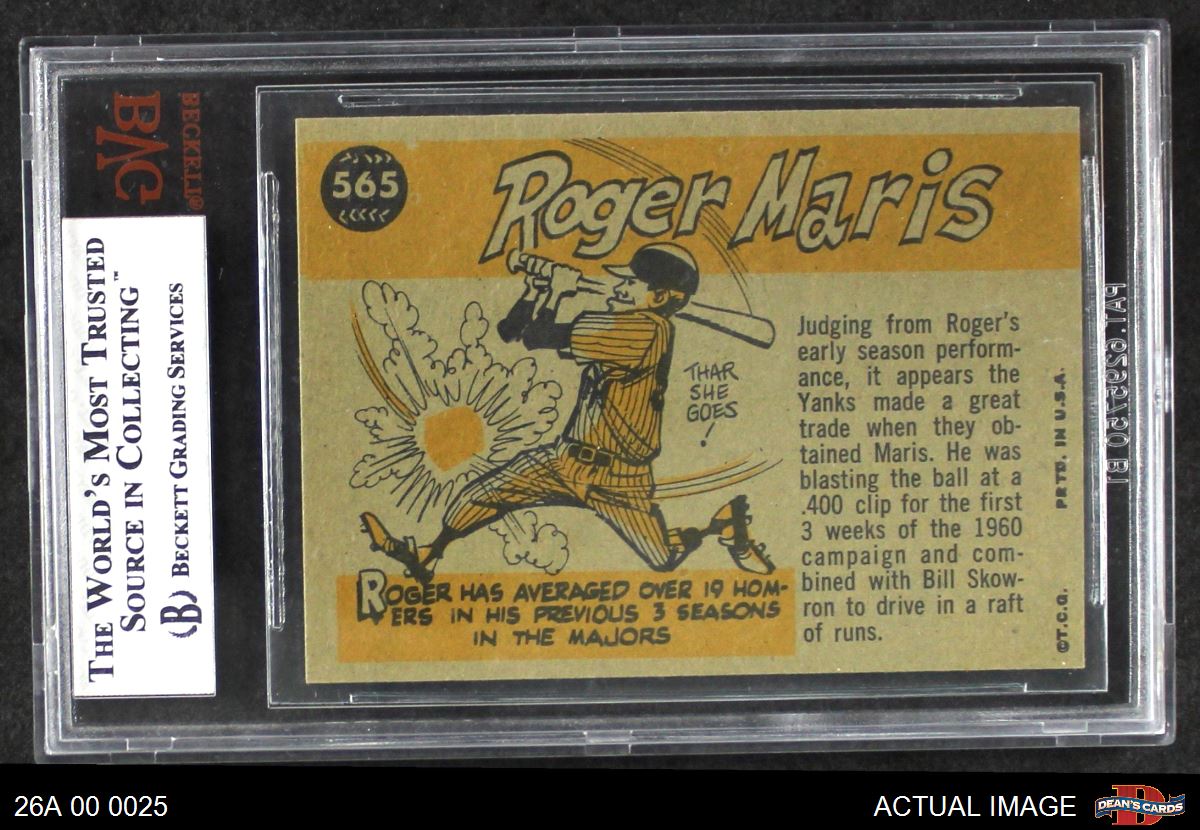 BECKETT®
BVG
THE WORLD'S MOST TRUSTED
SOURCE IN COLLECTING™
(B) BECKETT GRADING SERVICES
565
Roger Maris
THAR
SHE
GOES
!
ROGER HAS AVERAGED OVER 19 HOM-
ERS IN HIS PREVIOUS 3 SEASONS
IN THE MAJORS
Judging from Roger's
early season perform-
ance, it appears the
Yanks made a great
trade when they ob-
tained Maris. He was
blasting the ball at a
.400 clip for the first
3 weeks of the 1960
campaign and com-
bined with Bill Skow-
ron to drive in a raft
of runs.
©T.C.G. PRTD. IN U.S.A.
PAT. 6295750 B1
26A 00 0025
ACTUAL IMAGE
D
DEAN'S CARDS